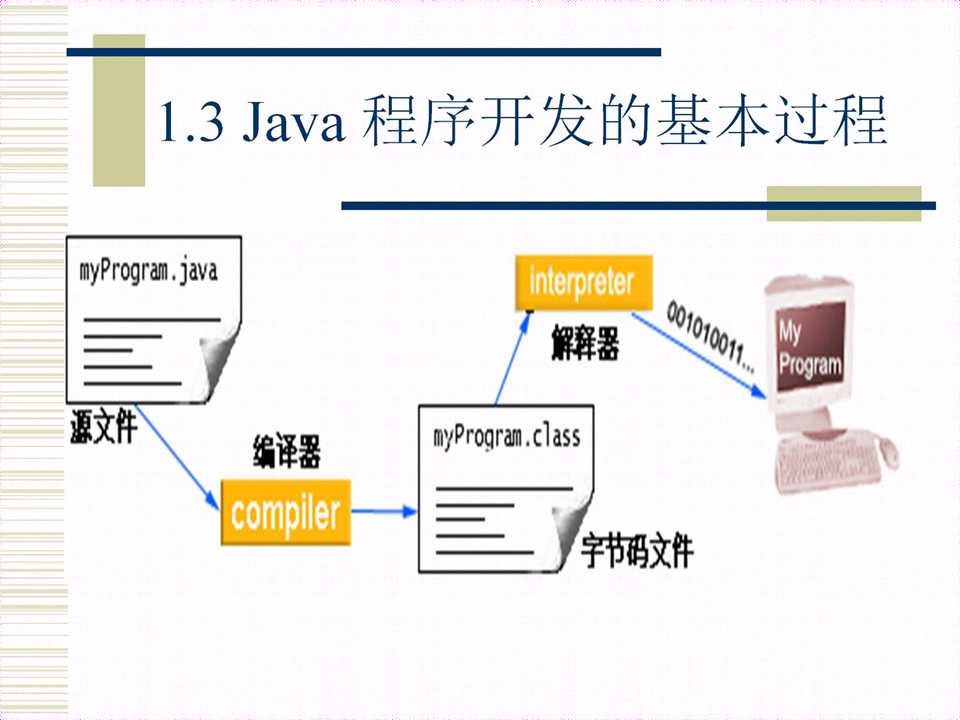 1.3 Java 程序开发的基本过程
myProgram.java
源文件
编译器
compiler
myProgram.class
字节码文件
interpreter
解释器
001010011...
My
Program